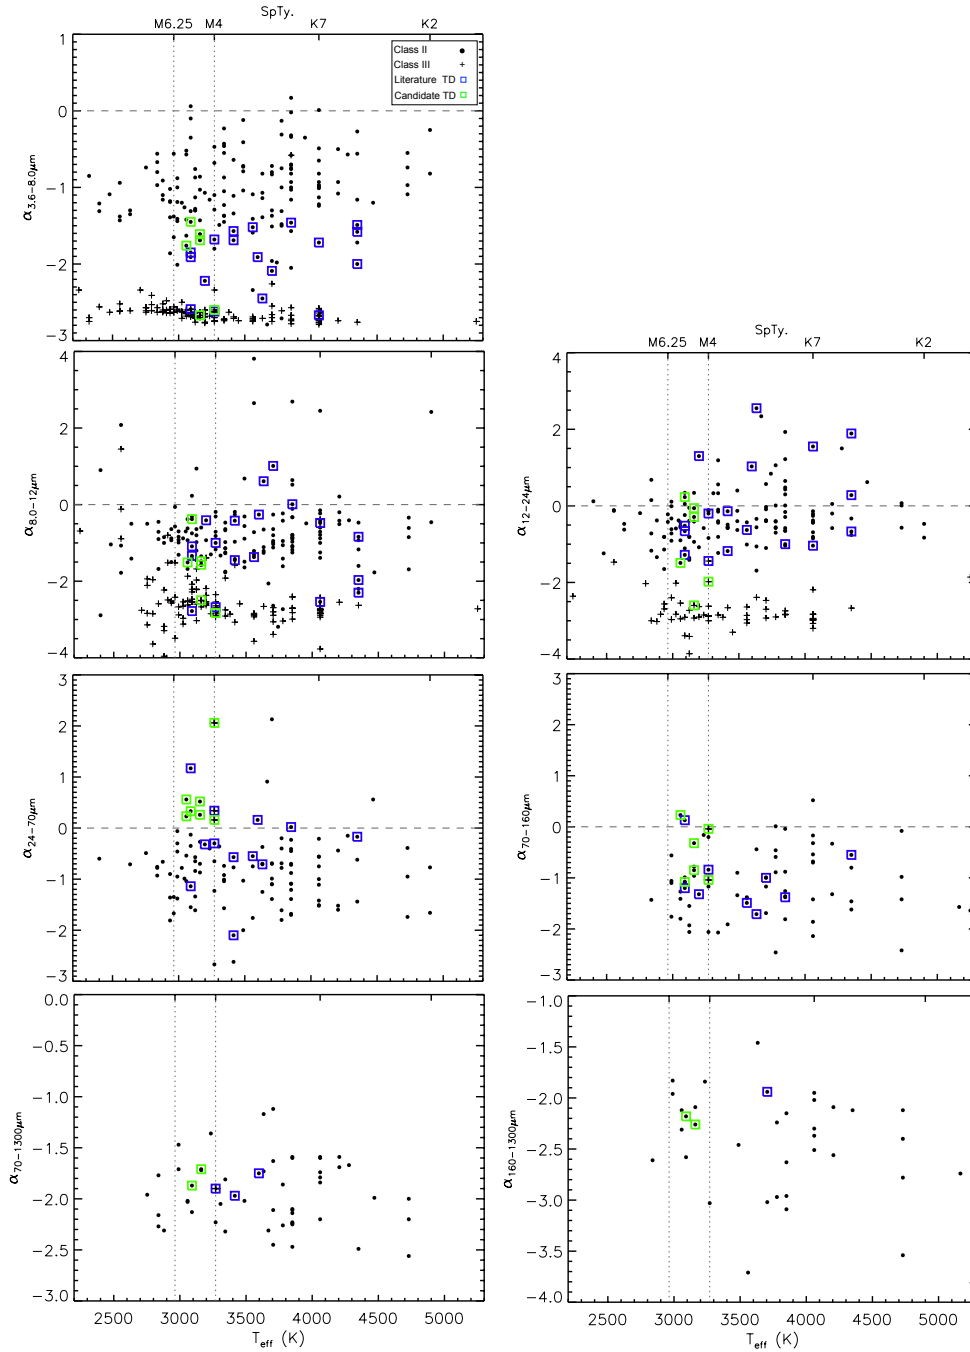 SpTy.
M6.25 M4 K7 K2
Class II
Class III
Literature TD
Candidate TD
1
0
−1
−2
−3
α3.6−8.0μm
SpTy.
M6.25 M4 K7 K2
4
2
0
−2
−4
α8.0−12μm
4
2
0
−2
−4
α12−24μm
3
2
1
0
−1
−2
−3
α24−70μm
3
2
1
0
−1
−2
−3
α70−160μm
0.0
−0.5
−1.0
−1.5
−2.0
−2.5
−3.0
α70−1300μm
2500 3000 3500 4000 4500 5000
Teff (K)
−1.0
−1.5
−2.0
−2.5
−3.0
−3.5
−4.0
α160−1300μm
2500 3000 3500 4000 4500 5000
Teff (K)